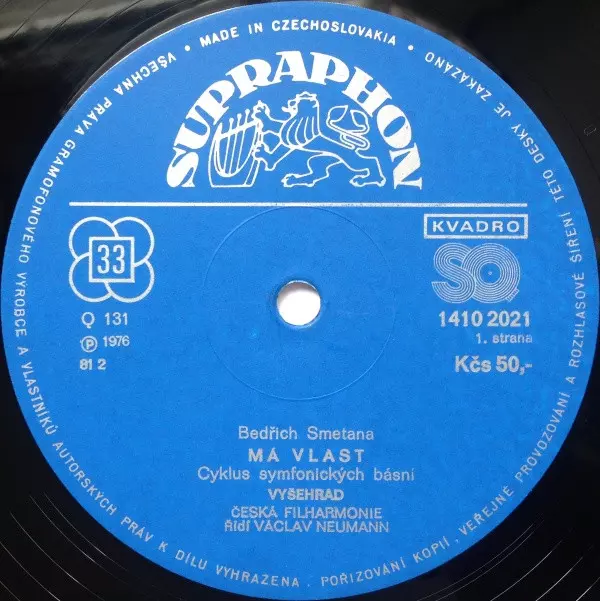 VŠECHNA PRÁVA GRAMOFONOVÉHO VÝROBCE A VLASTNÍKŮ AUTORSKÝCH PRÁV K DÍLU VYHRAŽENA. POŘIZOVÁNÍ KOPIÍ, VEŘEJNÉ PROVOZOVÁNÍ A ROZHLASOVÉ ŠÍŘENÍ TÉTO DESKY JE ZAKÁZÁNO
• MADE IN CZECHOSLOVAKIA •
SUPRAPHON
33
KVADRO
SQ
Q 131
℗ 1976
81 2
1410 2021
1. strana
Kčs 50,-
Bedřich Smetana
MÁ VLAST
Cyklus symfonických básní
VYŠEHRAD
ČESKÁ FILHARMONIE
Řídí VÁCLAV NEUMANN